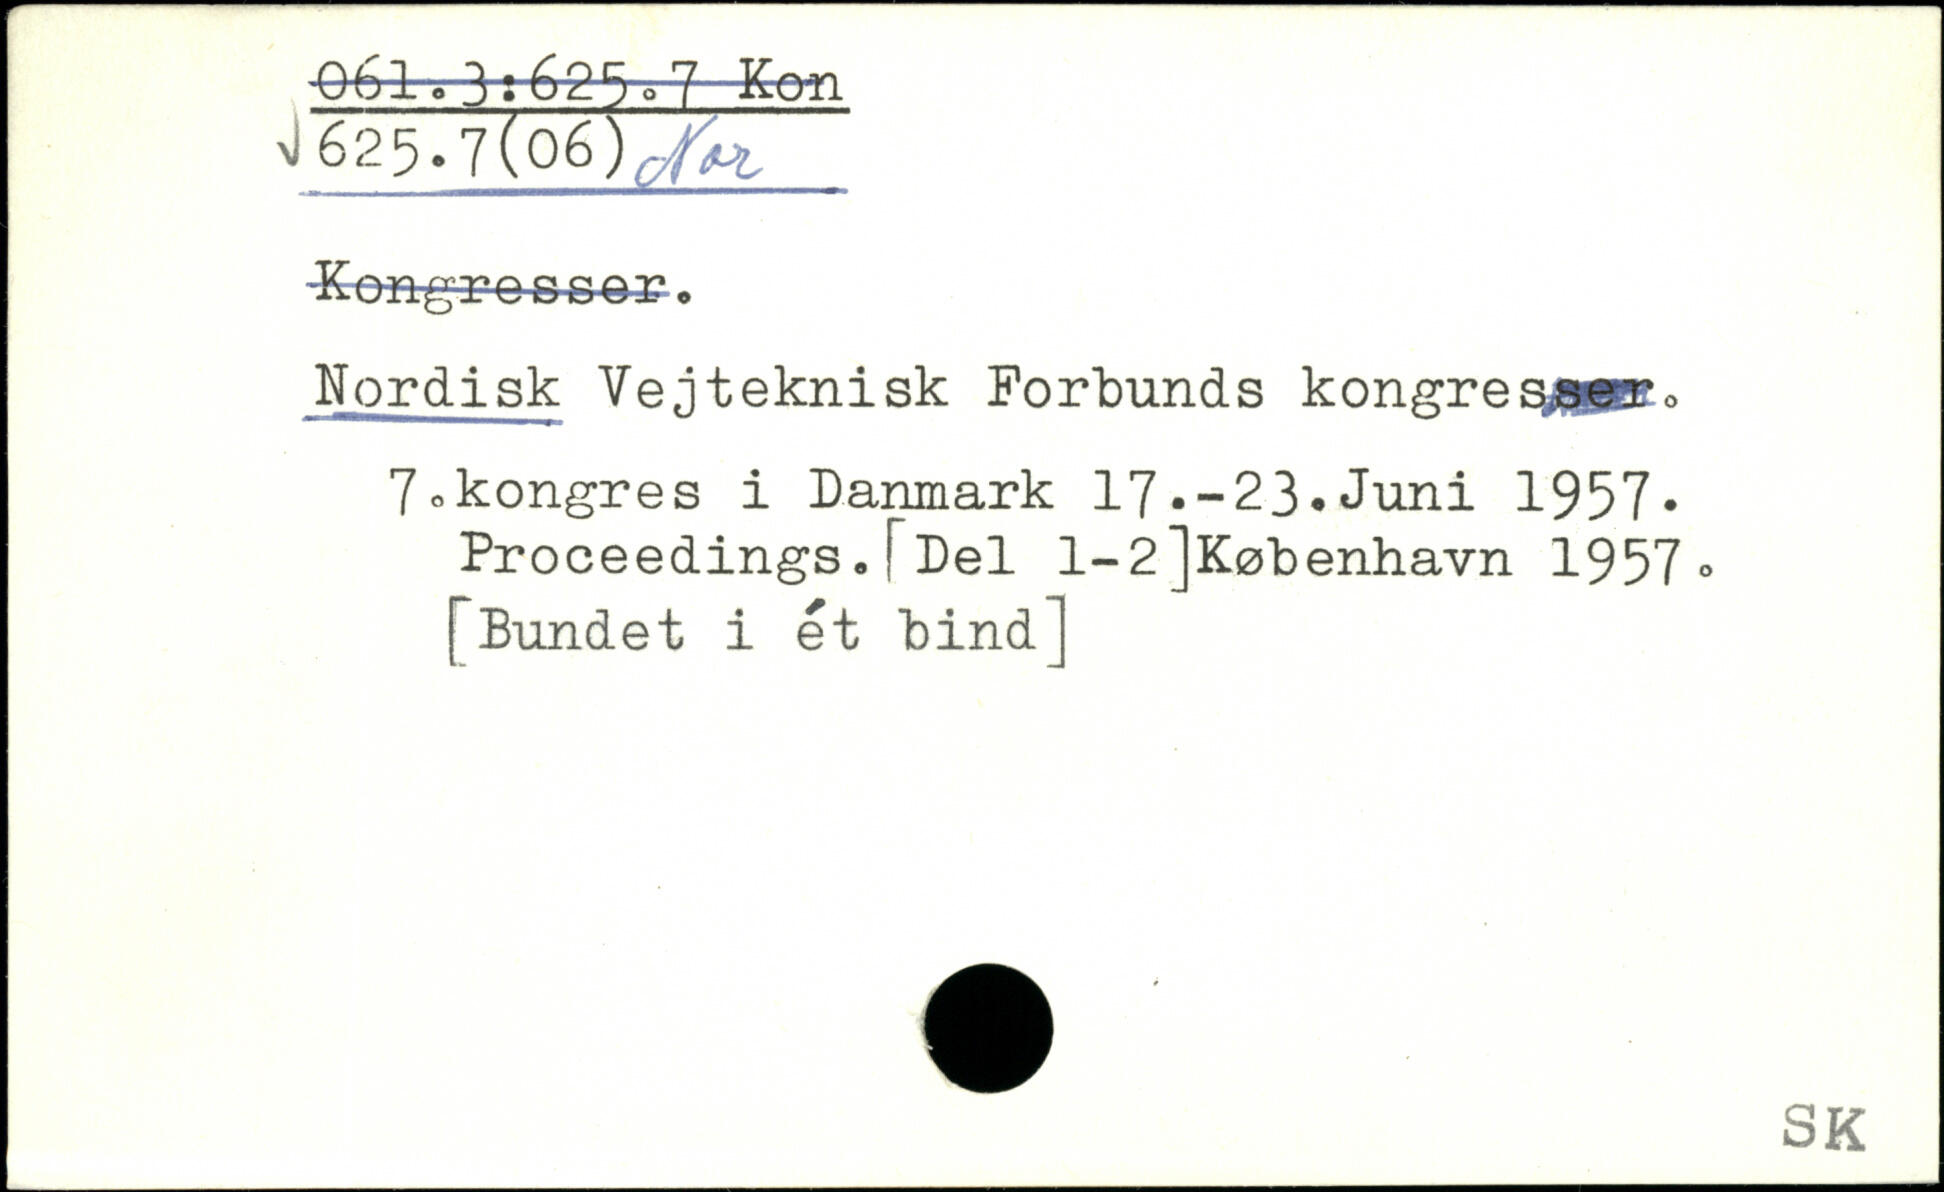 061.3:625.7 Kon
√625.7(06) Nor
Kongresser.
Nordisk Vejteknisk Forbunds kongresser.
7.kongres i Danmark 17.-23.Juni 1957.
Proceedings.[Del 1-2]København 1957.
[Bundet i ét bind]
SK